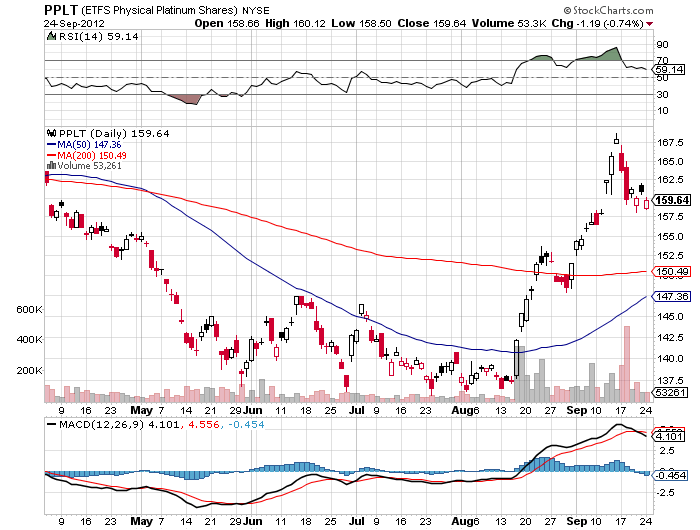 PPLT (ETFS Physical Platinum Shares) NYSE © StockCharts.com
24-Sep-2012 Open 158.66 High 160.12 Low 158.50 Close 159.64 Volume 53.3K Chg -1.19 (-0.74%)
RSI(14) 59.14
90
70
59.14
50
30
10
PPLT (Daily) 159.64
MA(50) 147.36
MA(200) 150.49
Volume 53,261
167.5
165.0
162.5
159.64
157.5
155.0
152.5
150.49
147.36
145.0
142.5
140.0
137.5
53261
600K
400K
200K
9 16 23 May 7 14 21 29 Jun 11 18 25 Jul 9 16 23 Aug 6 13 20 27 Sep 10 17 24
MACD(12,26,9) 4.101, 4.556, -0.454
4.556
4.101
2.5
-0.454
-2.5
9 16 23 May 7 14 21 29 Jun 11 18 25 Jul 9 16 23 Aug 6 13 20 27 Sep 10 17 24